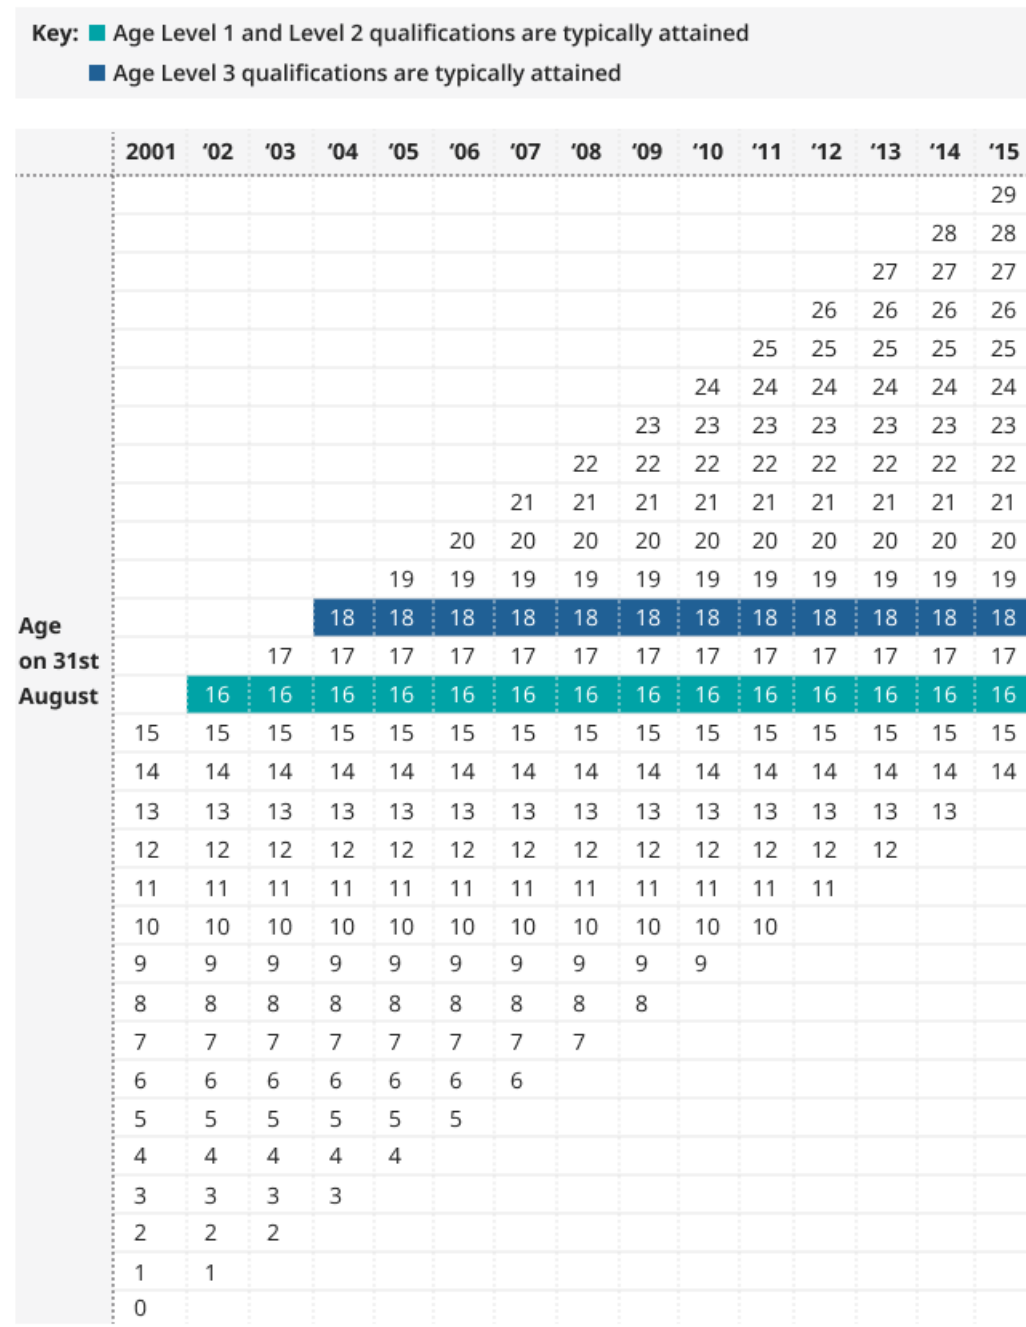 Key: Age Level 1 and Level 2 qualifications are typically attained
Age Level 3 qualifications are typically attained
2001 ‘02 ‘03 ‘04 ‘05 ‘06 ‘07 ‘08 ‘09 ‘10 ‘11 ‘12 ‘13 ‘14 ‘15
29
28 28
27 27 27
26 26 26 26
25 25 25 25 25
24 24 24 24 24 24
23 23 23 23 23 23 23
22 22 22 22 22 22 22 22
21 21 21 21 21 21 21 21 21
20 20 20 20 20 20 20 20 20 20
19 19 19 19 19 19 19 19 19 19 19
Age
18 18 18 18 18 18 18 18 18 18 18 18
on 31st
17 17 17 17 17 17 17 17 17 17 17 17 17
August
16 16 16 16 16 16 16 16 16 16 16 16 16 16
15 15 15 15 15 15 15 15 15 15 15 15 15 15 15
14 14 14 14 14 14 14 14 14 14 14 14 14 14 14
13 13 13 13 13 13 13 13 13 13 13 13 13 13
12 12 12 12 12 12 12 12 12 12 12 12 12
11 11 11 11 11 11 11 11 11 11 11 11
10 10 10 10 10 10 10 10 10 10 10
9 9 9 9 9 9 9 9 9 9
8 8 8 8 8 8 8 8 8
7 7 7 7 7 7 7 7
6 6 6 6 6 6 6
5 5 5 5 5 5
4 4 4 4 4
3 3 3 3
2 2 2
1 1
0